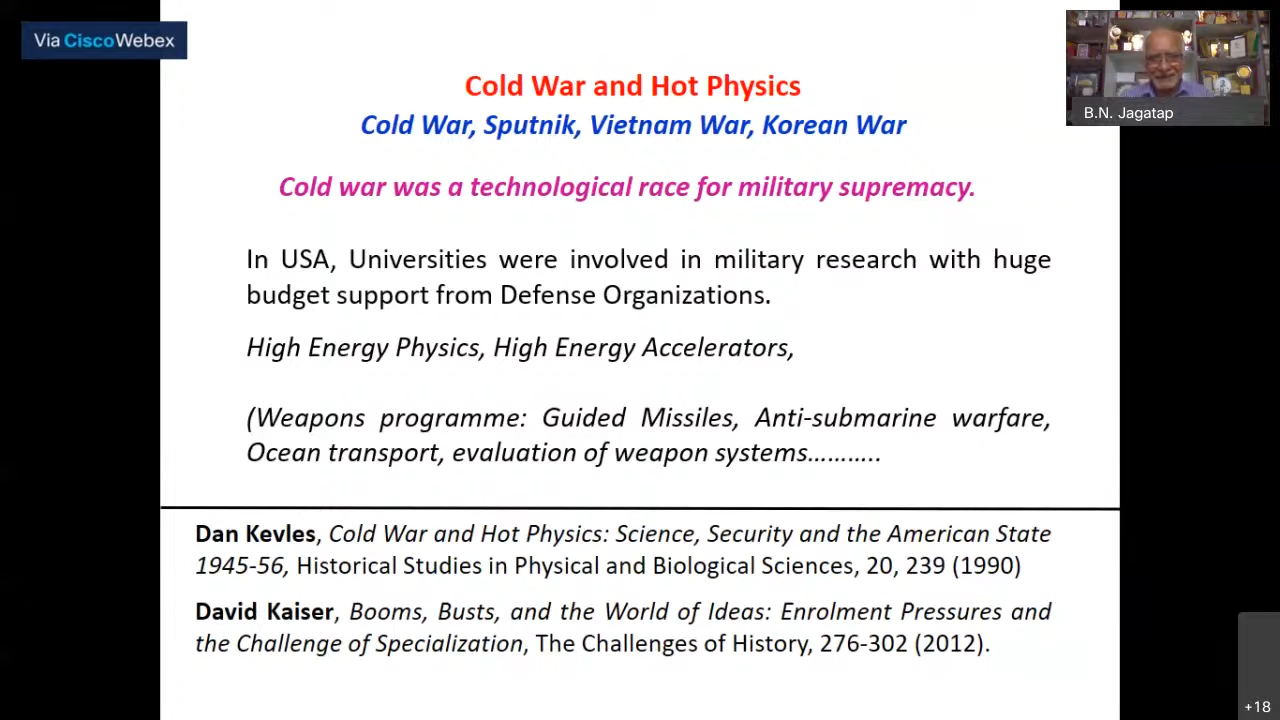 Via Cisco Webex
Cold War and Hot Physics
B.N. Jagatap
Cold War, Sputnik, Vietnam War, Korean War
Cold war was a technological race for military supremacy.
In USA, Universities were involved in military research with huge
budget support from Defense Organizations.
High Energy Physics, High Energy Accelerators,
(Weapons programme: Guided Missiles, Anti-submarine warfare,
Ocean transport, evaluation of weapon systems………..
Dan Kevles, Cold War and Hot Physics: Science, Security and the American State
1945-56, Historical Studies in Physical and Biological Sciences, 20, 239 (1990)
David Kaiser, Booms, Busts, and the World of Ideas: Enrolment Pressures and
the Challenge of Specialization, The Challenges of History, 276-302 (2012).
+18